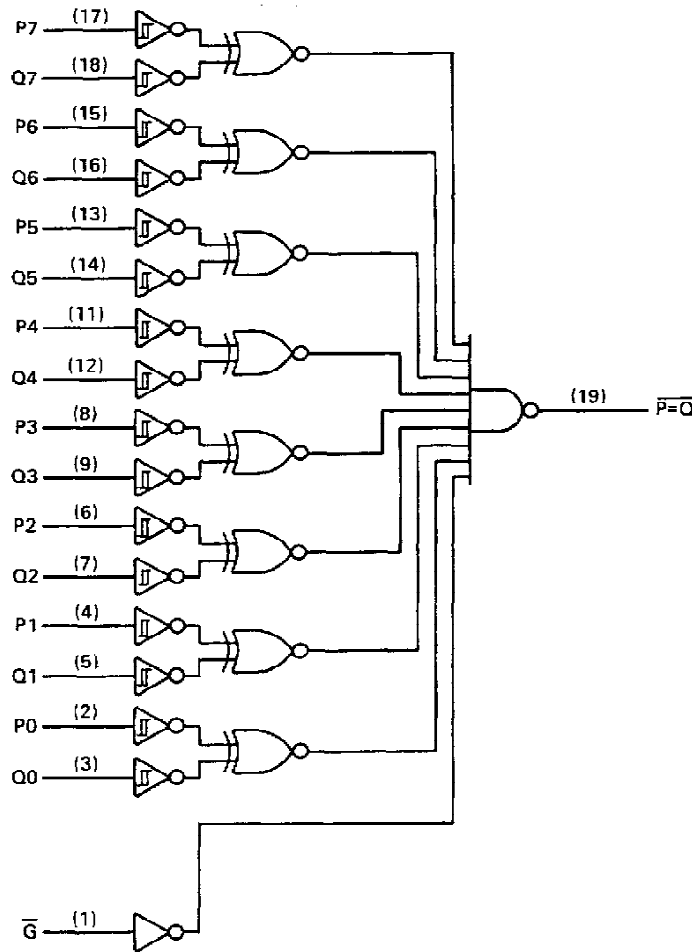 P7 (17)
Q7 (18)
P6 (15)
Q6 (16)
P5 (13)
Q5 (14)
P4 (11)
Q4 (12)
P3 (8)
Q3 (9)
P2 (6)
Q2 (7)
P1 (4)
Q1 (5)
P0 (2)
Q0 (3)
G̅ (1)
(19) P̅=̅Q̅